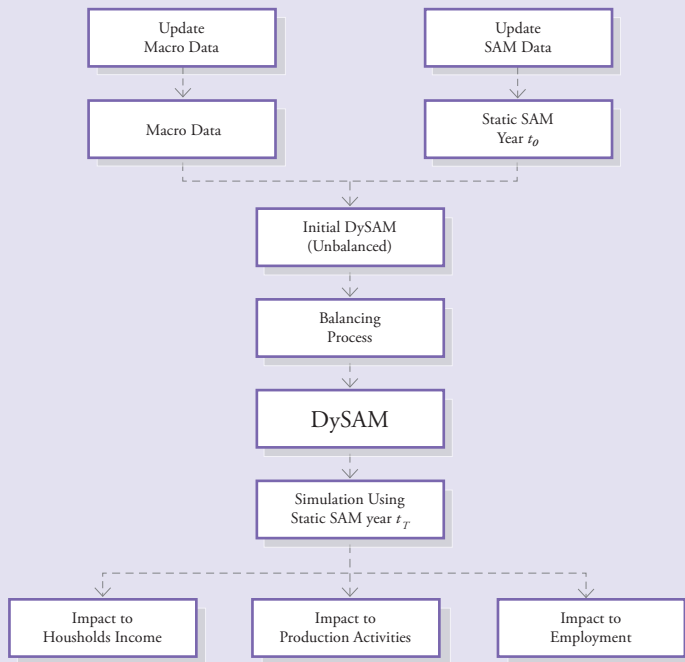 Update
Macro Data
Update
SAM Data
Macro Data
Static SAM
Year t₀
Initial DySAM
(Unbalanced)
Balancing
Process
DySAM
Simulation Using
Static SAM year t_T
Impact to
Housholds Income
Impact to
Production Activities
Impact to
Employment